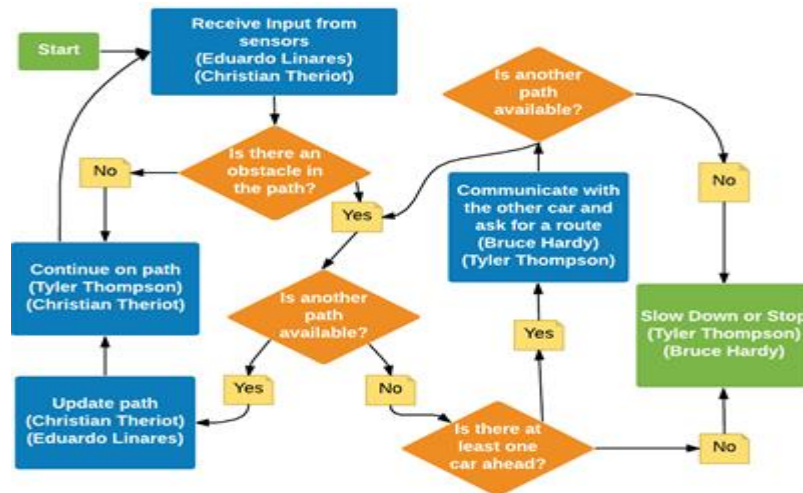 Start
Receive Input from
sensors
(Eduardo Linares)
(Christian Theriot)
Is another
path
available?
Is there an
obstacle in
the path?
No
Yes
Communicate with
the other car and
ask for a route
(Bruce Hardy)
(Tyler Thompson)
No
Continue on path
(Tyler Thompson)
(Christian Theriot)
Is another
path
available?
Slow Down or Stop
(Tyler Thompson)
(Bruce Hardy)
Yes
Yes
No
Update path
(Christian Theriot)
(Eduardo Linares)
Is there at
least one
car ahead?
No